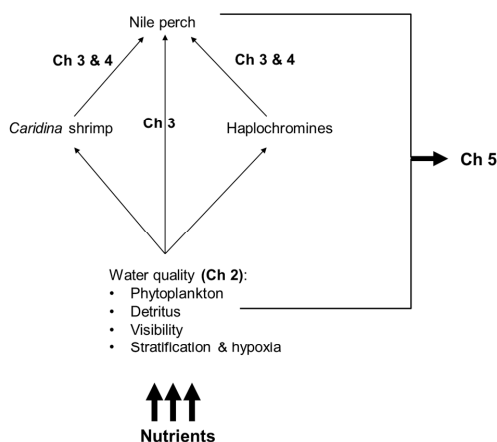 Nile perch
Ch 3 & 4
Ch 3 & 4
Caridina shrimp
Ch 3
Haplochromines
Ch 5
Water quality (Ch 2):
• Phytoplankton
• Detritus
• Visibility
• Stratification & hypoxia
Nutrients